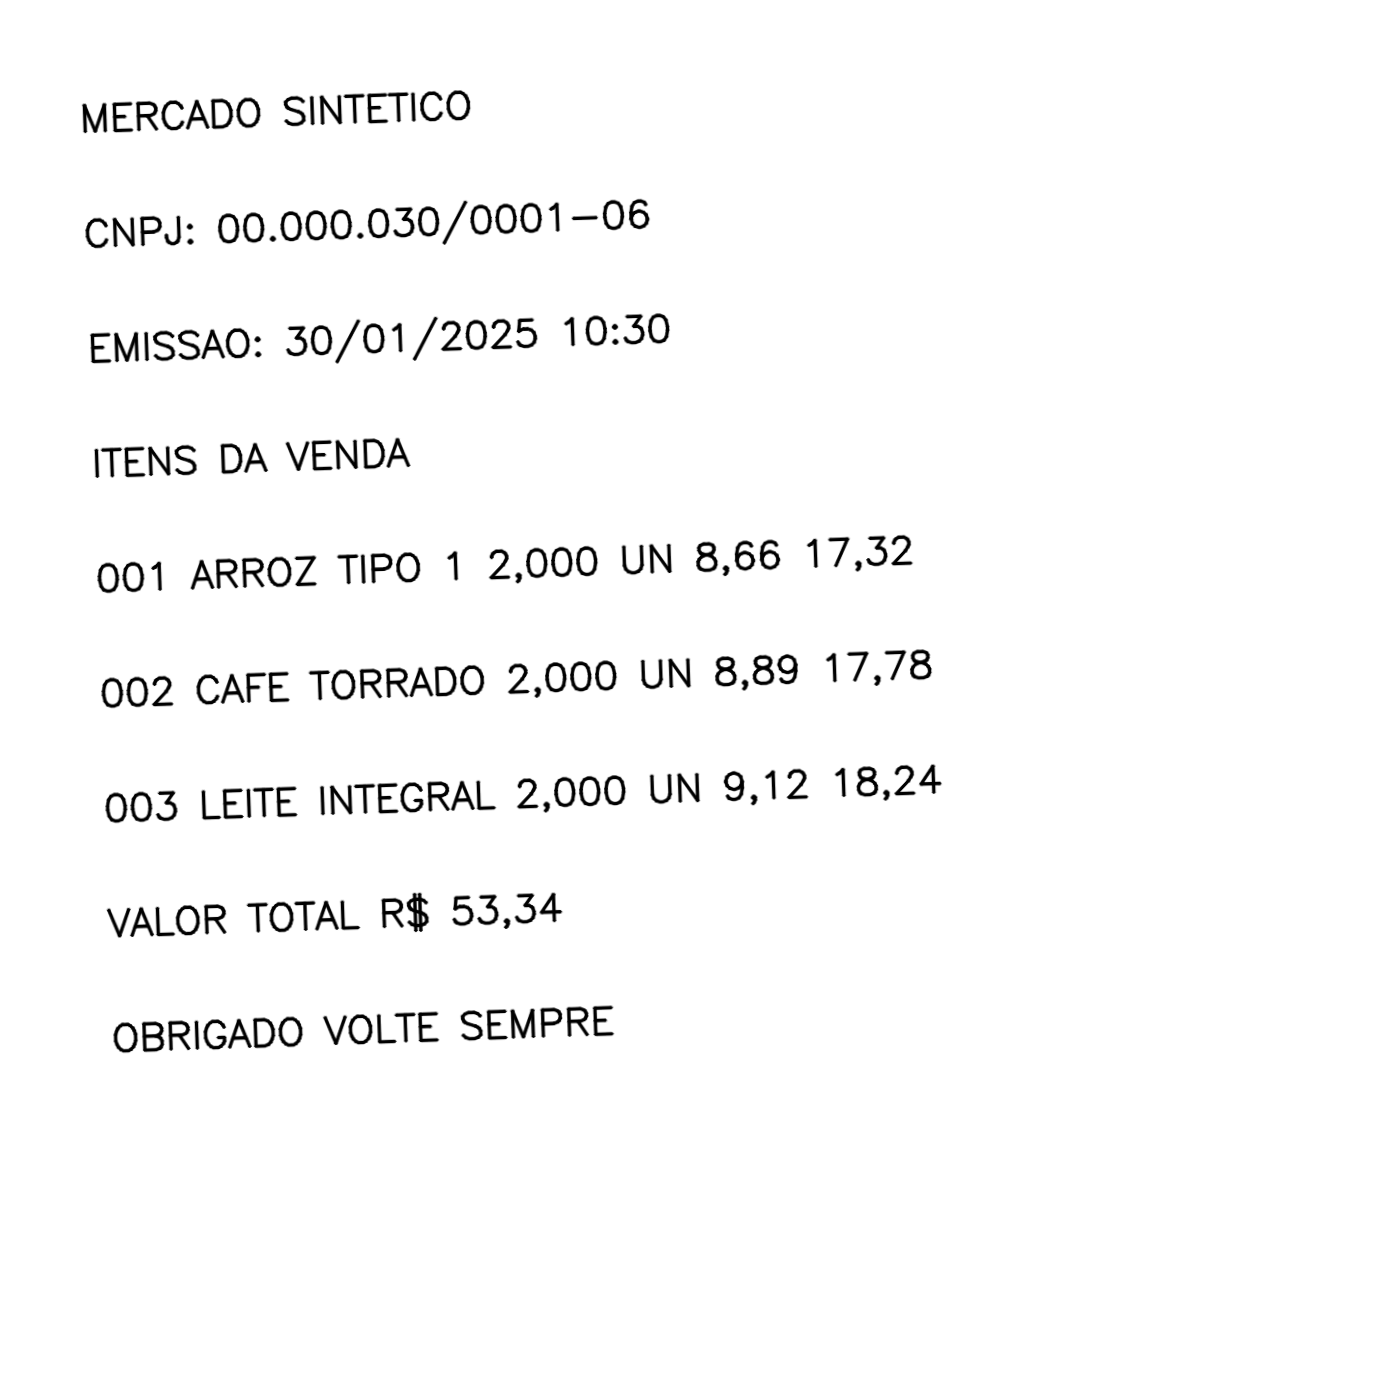 MERCADO SINTETICO
CNPJ: 00.000.030/0001-06
EMISSAO: 30/01/2025 10:30
ITENS DA VENDA
001 ARROZ TIPO 1 2,000 UN 8,66 17,32
002 CAFE TORRADO 2,000 UN 8,89 17,78
003 LEITE INTEGRAL 2,000 UN 9,12 18,24
VALOR TOTAL R$ 53,34
OBRIGADO VOLTE SEMPRE